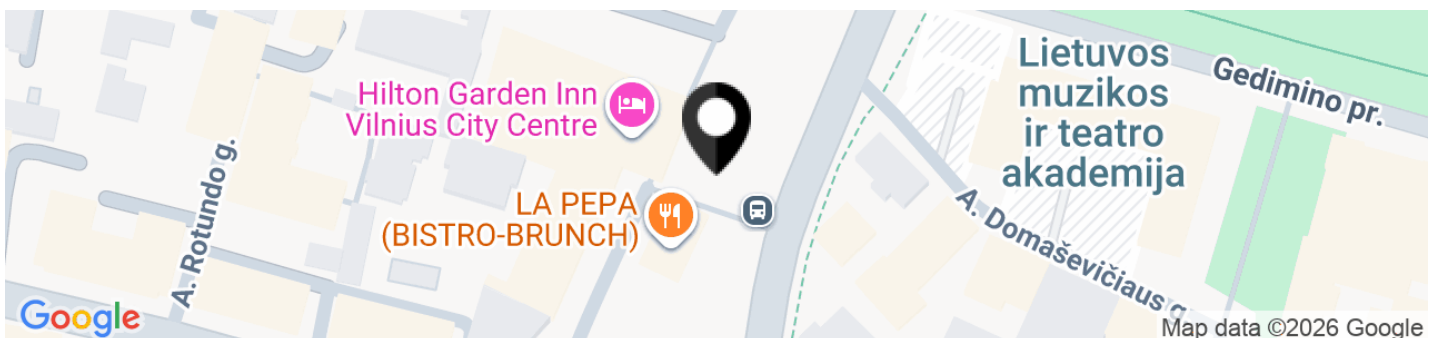 Hilton Garden Inn
Vilnius City Centre
Lietuvos
muzikos
ir teatro
akademija
Gedimino pr.
A. Rotundo g.
LA PEPA
(BISTRO-BRUNCH)
A. Domaševičiaus g.
Google
Map data ©2026 Google